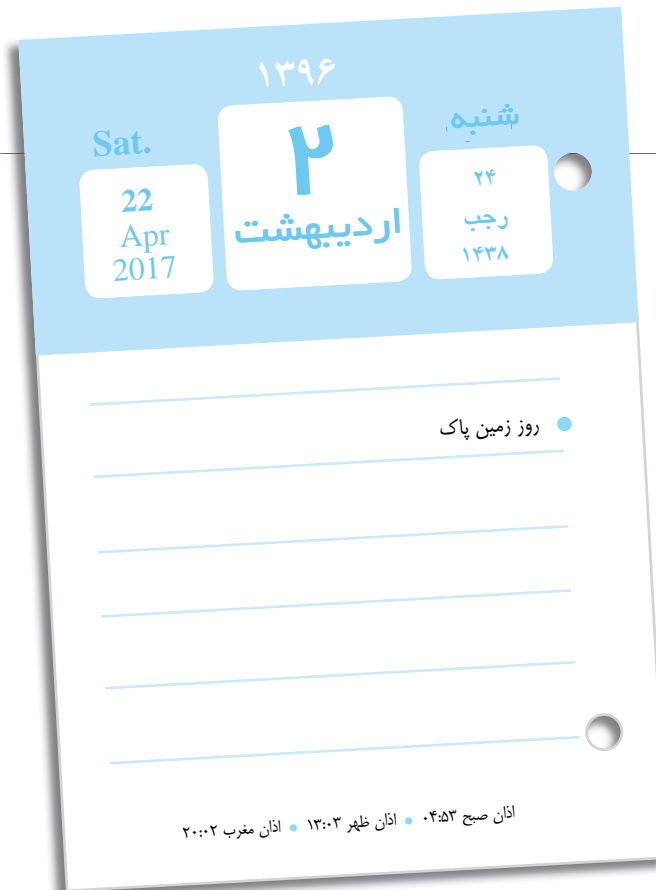 ۱۳۹۶
شنبه
۲۴
رجب
۱۴۳۸
۲
اردیبهشت
Sat.
22
Apr
2017
روز زمین پاک
اذان صبح ۰۴:۵۳ ● اذان ظهر ۱۳:۰۳ ● اذان مغرب ۲۰:۰۲